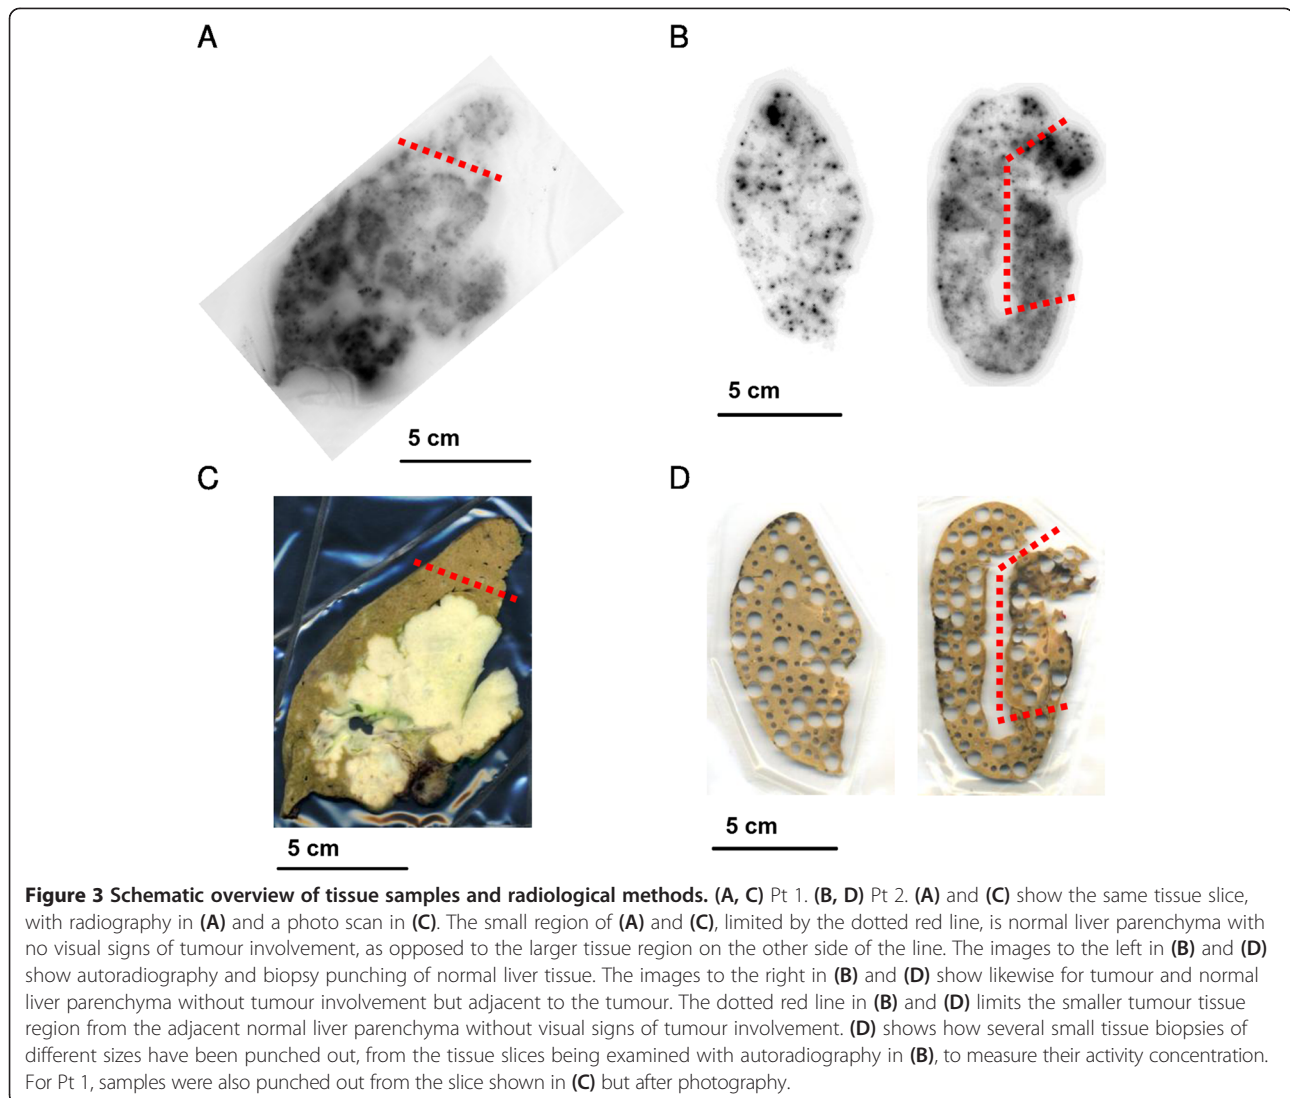 A
B
5 cm
5 cm
C
D
5 cm
5 cm
Figure 3 Schematic overview of tissue samples and radiological methods. (A, C) Pt 1. (B, D) Pt 2. (A) and (C) show the same tissue slice,
with radiography in (A) and a photo scan in (C). The small region of (A) and (C), limited by the dotted red line, is normal liver parenchyma with
no visual signs of tumour involvement, as opposed to the larger tissue region on the other side of the line. The images to the left in (B) and (D)
show autoradiography and biopsy punching of normal liver tissue. The images to the right in (B) and (D) show likewise for tumour and normal
liver parenchyma without tumour involvement but adjacent to the tumour. The dotted red line in (B) and (D) limits the smaller tumour tissue
region from the adjacent normal liver parenchyma without visual signs of tumour involvement. (D) shows how several small tissue biopsies of
different sizes have been punched out, from the tissue slices being examined with autoradiography in (B), to measure their activity concentration.
For Pt 1, samples were also punched out from the slice shown in (C) but after photography.